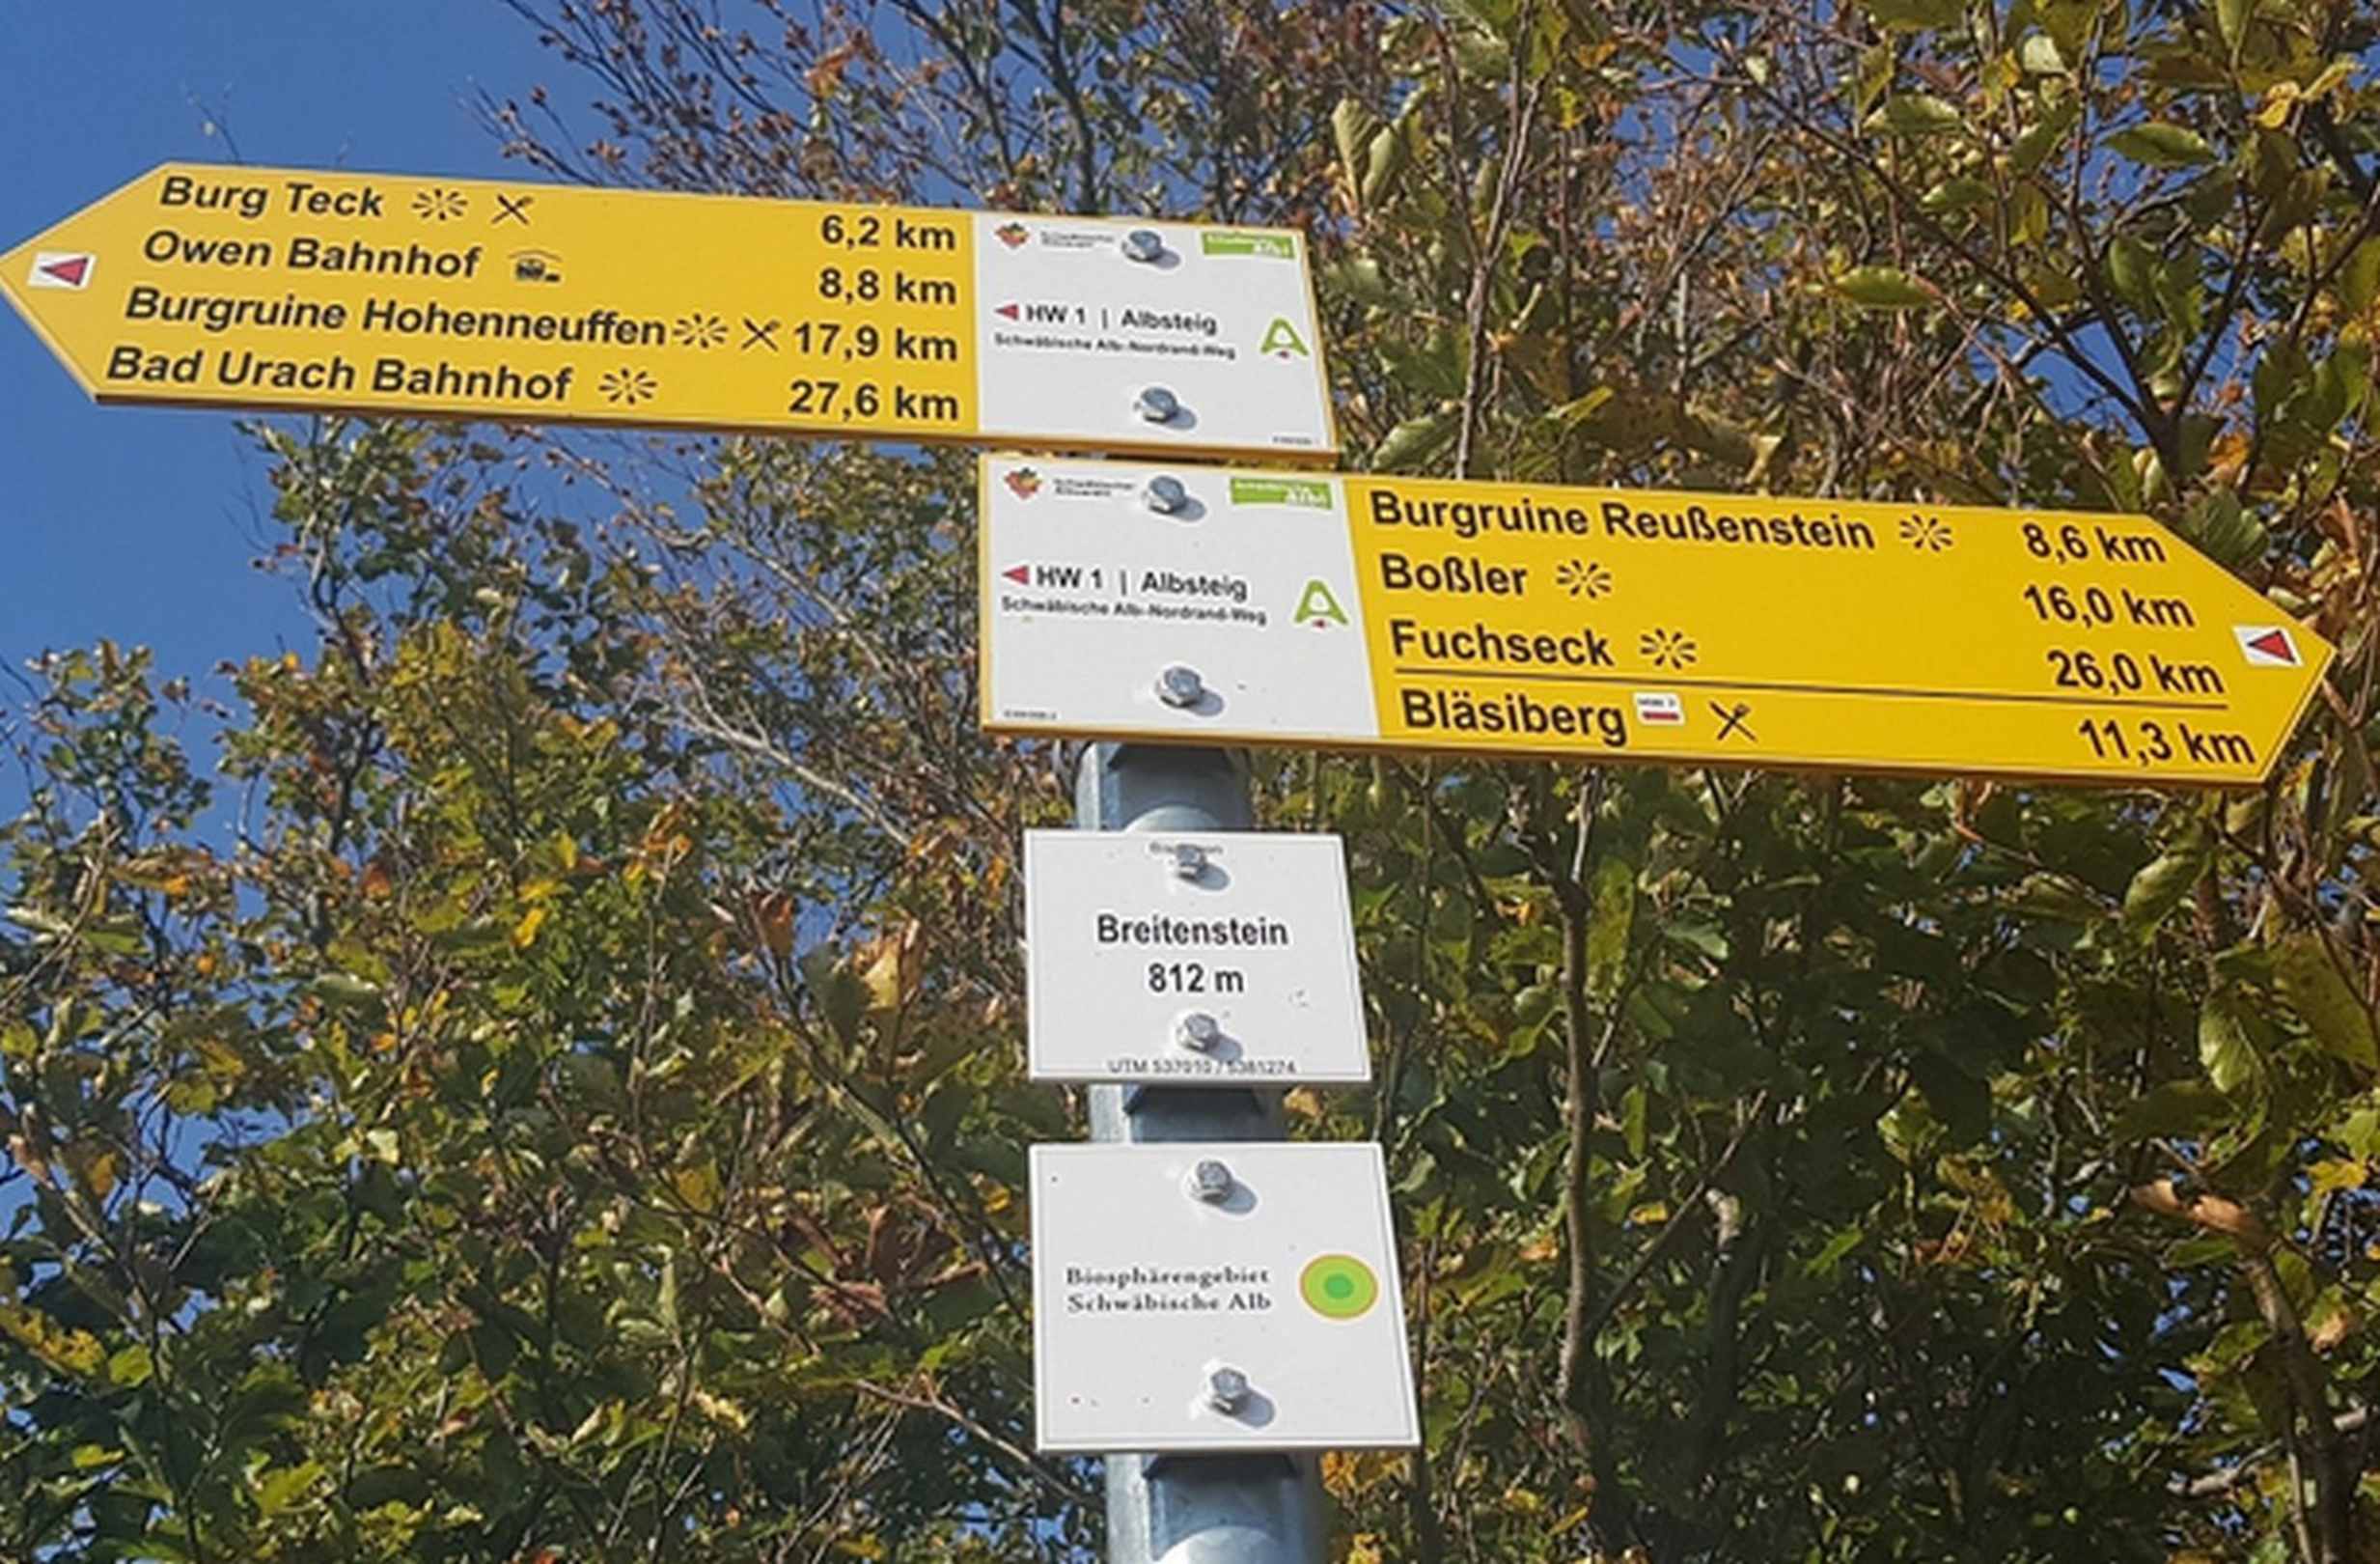 Burg Teck 6,2 km
Owen Bahnhof 8,8 km
Burgruine Hohenneuffen 17,9 km
Bad Urach Bahnhof 27,6 km
HW 1 | Albsteig
Schwäbische Alb-Nordrand-Weg
HW 1 | Albsteig
Schwäbische Alb-Nordrand-Weg
Burgruine Reußenstein 8,6 km
Boßler 16,0 km
Fuchseck 26,0 km
Bläsiberg 11,3 km
Breitenstein
812 m
UTM 537010 / 5381274
Biosphärengebiet
Schwäbische Alb